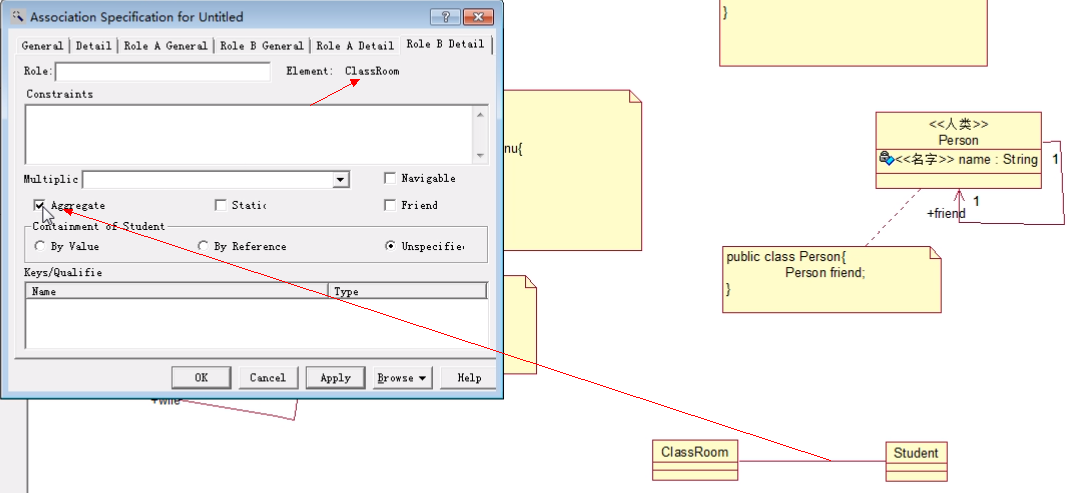 Association Specification for Untitled
General
Detail
Role A General
Role B General
Role A Detail
Role B Detail
Role:
Element: ClassRoom
Constraints
Multiplic
Navigable
Aggregate
Static
Friend
Containment of Student
By Value
By Reference
Unspecifie
Keys/Qualifie
Name
Type
OK
Cancel
Apply
Browse
Help
}
nu{
<<人类>>
Person
<<名字>> name : String
1
1
+friend
public class Person{
Person friend;
}
+wife
ClassRoom
Student